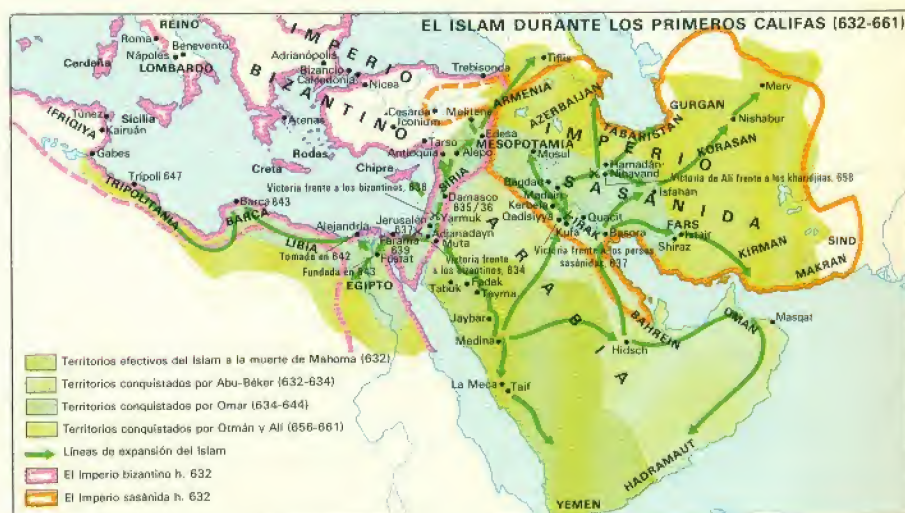 EL ISLAM DURANTE LOS PRIMEROS CALIFAS (632-661)
REINO
LOMBARDO
Roma
Benevento
Nápoles
Cerdeña
Sicilia
IMPERIO
BIZANTINO
Adrianópolis
Bizancio
Calcedonia
Nicea
Trebisonda
Tiflis
Atenas
Rodas
Creta
Chipre
Cesárea
Iconium
Melitene
Tarso
Antioquía
Alepo
Edesa
ARMENIA
AZERBAIJAN
MESOPOTAMIA
Mosul
IMPERIO
SASÁNIDA
TABARISTAN
GURGAN
Merv
Nishabur
KORASAN
Hamadán
Nihavand
Victoria de Alí frente a los kharidjitas, 658
Isfahán
Bagdad
Madain
Kerbela
Qadisiyya
Kufa
IRAK
Quacit
Basora
FARS
Istair
Shiraz
KIRMAN
SIND
MAKRAN
Victoria frente a los persas
sasánidas, 637
Túnez
Kairuán
IFRIQIYA
Gabes
Trípoli 647
TRIPOLITANIA
Barca 643
BARCA
LIBIA
Alejandría
Tomada en 642
Fundada en 643
Fostat
EGIPTO
Farama
639
Jerusalén
637
Victoria frente a los bizantinos, 636
SIRIA
Damasco
635/36
Yarmuk
Adjnadayn
Muta
Victoria frente
a los bizantinos, 634
Tabuk
Fadak
Tayma
Jaybar
Medina
La Meca
Taif
ARABIA
Hidsch
BAHREIN
OMAN
Masqat
HADRAMAUT
YEMEN
Territorios efectivos del Islam a la muerte de Mahoma (632)
Territorios conquistados por Abu-Béker (632-634)
Territorios conquistados por Omar (634-644)
Territorios conquistados por Otmán y Alí (656-661)
Líneas de expansión del Islam
El Imperio bizantino h. 632
El Imperio sasánida h. 632